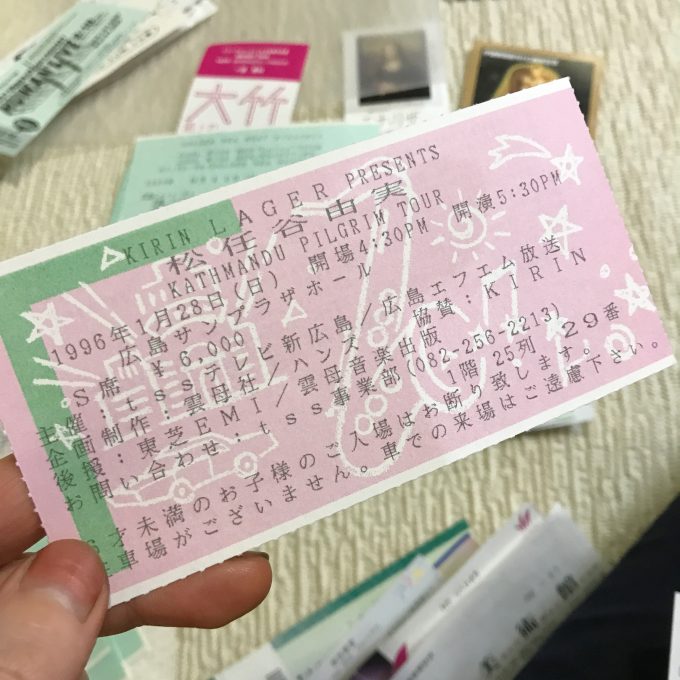 HUMAN LOVE
大竹
KIRIN LAGER PRESENTS
松任谷由実
KATHMANDU PILGRIM TOUR
1996年 1月28日(日) 開場4:30PM 開演5:30PM
広島サンプラザホール
S席 ¥6,000
主催:tssテレビ新広島/広島エフエム放送
企画制作:雲母社/ハンズ 協賛:KIRIN
後援:東芝EMI/雲母音楽出版
お問い合わせ:tss事業部(082-256-2213)
1階 25列 29番
才未満のお子様のご入場はお断り致します。
車場がございません。車での来場はご遠慮下さい。
美術館